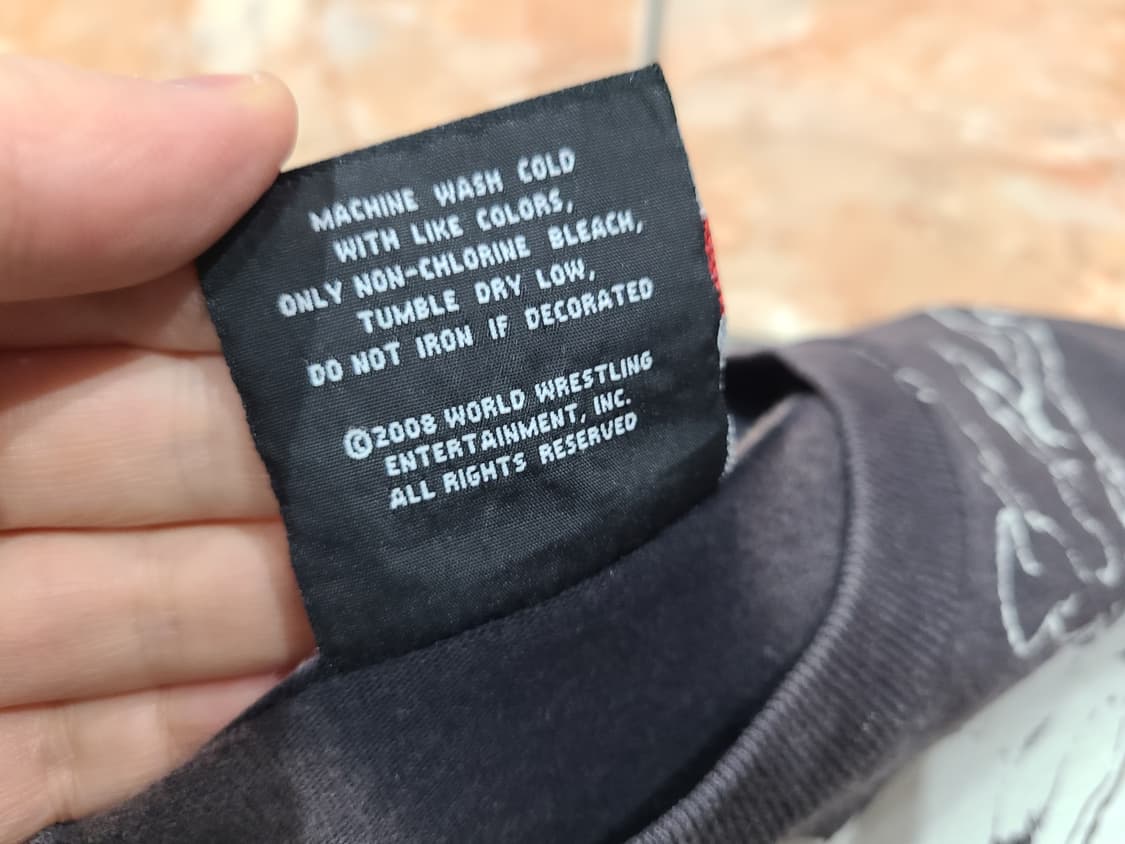 MACHINE WASH COLD
WITH LIKE COLORS,
ONLY NON-CHLORINE BLEACH,
TUMBLE DRY LOW,
DO NOT IRON IF DECORATED
©2008 WORLD WRESTLING
ENTERTAINMENT, INC.
ALL RIGHTS RESERVED